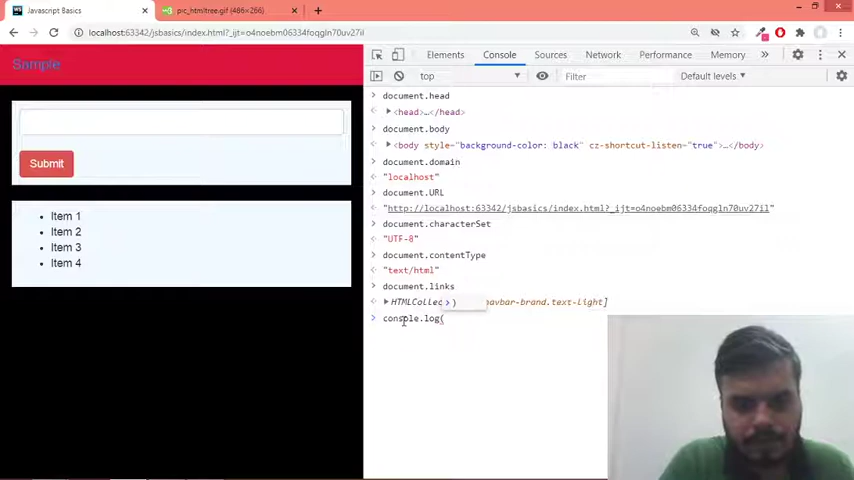 Javascript Basics
pic_htmltree.gif (486×266)
localhost:63342/jsbasics/index.html?_ijt=o4noebm06334foqgln70uv27il
Sample
Submit
Item 1
Item 2
Item 3
Item 4
Elements Console Sources Network Performance Memory
top Filter Default levels
document.head
<head>…</head>
document.body
<body style="background-color: black" cz-shortcut-listen="true">…</body>
document.domain
"localhost"
document.URL
"http://localhost:63342/jsbasics/index.html?_ijt=o4noebm06334foqgln70uv27il"
document.characterSet
"UTF-8"
document.contentType
"text/html"
document.links
HTMLCollec navbar-brand.text-light]
)
console.log(